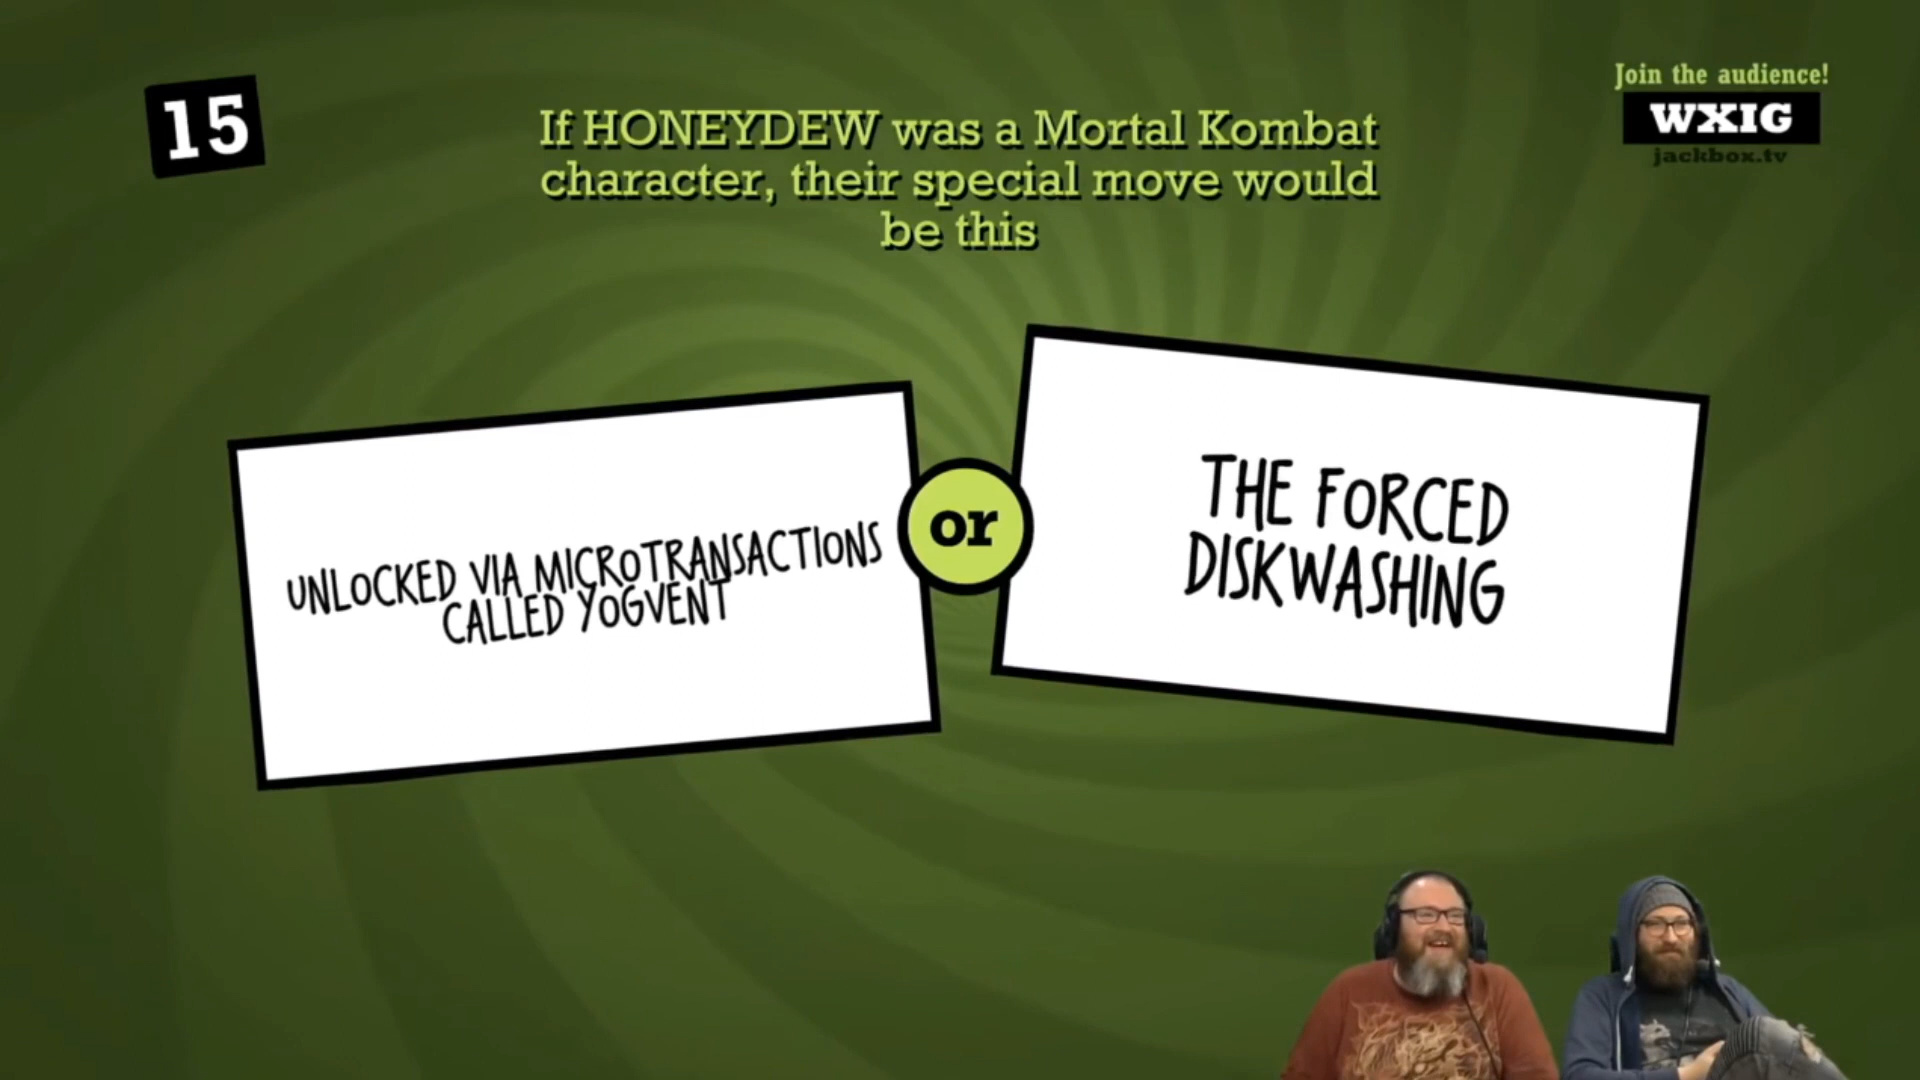 15
Join the audience!
WXIG
jackbox.tv
If HONEYDEW was a Mortal Kombat
character, their special move would
be this
UNLOCKED VIA MICROTRANSACTIONS
CALLED YOGVENT
or
THE FORCED
DISKWASHING